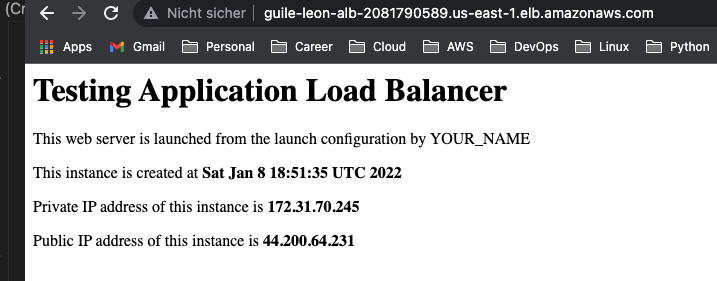 (Cr
Nicht sicher guile-leon-alb-2081790589.us-east-1.elb.amazonaws.com
Apps Gmail Personal Career Cloud AWS DevOps Linux Python
Testing Application Load Balancer
This web server is launched from the launch configuration by YOUR_NAME
This instance is created at Sat Jan 8 18:51:35 UTC 2022
Private IP address of this instance is 172.31.70.245
Public IP address of this instance is 44.200.64.231